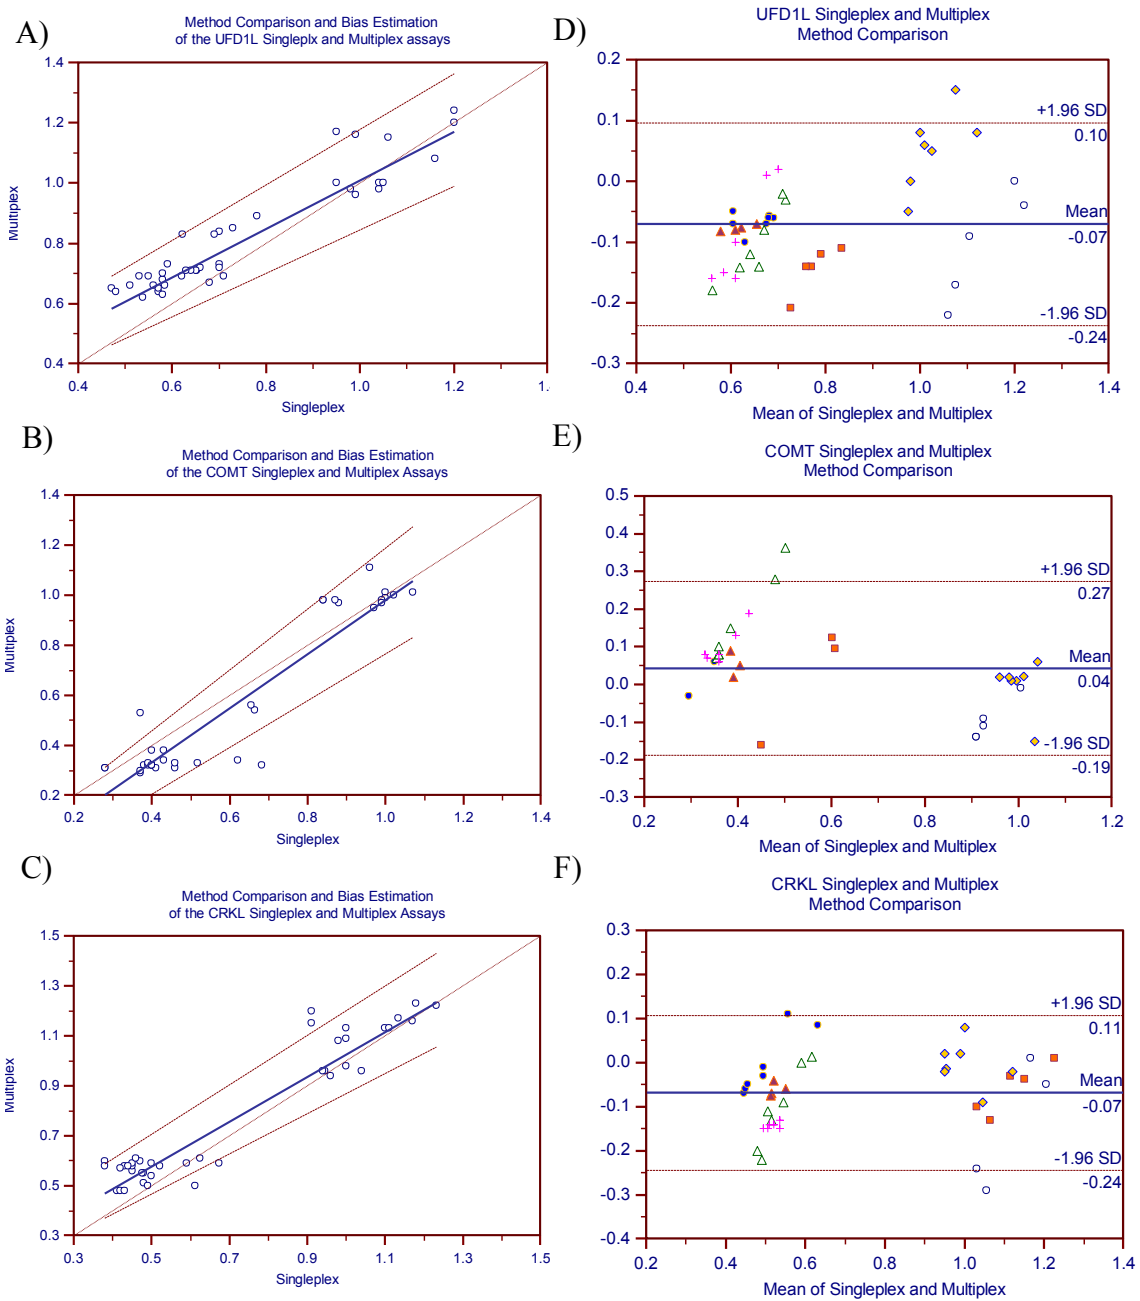 A)
Method Comparison and Bias Estimation
of the UFD1L Singleplx and Multiplex assays
1.4
1.2
1.0
0.8
0.6
0.4
Multiplex
0.4 0.6 0.8 1.0 1.2 1.
Singleplex
D)
UFD1L Singleplex and Multiplex
Method Comparison
0.2
0.1
0.0
-0.1
-0.2
-0.3
+1.96 SD
0.10
Mean
-0.07
-1.96 SD
-0.24
0.4 0.6 0.8 1.0 1.2 1.4
Mean of Singleplex and Multiplex
B)
Method Comparison and Bias Estimation
of the COMT Singleplex and Multiplex Assays
1.4
1.2
1.0
0.8
0.6
0.4
0.2
Multiplex
0.2 0.4 0.6 0.8 1.0 1.2 1.4
Singleplex
E)
COMT Singleplex and Multiplex
Method Comparison
0.5
0.4
0.3
0.2
0.1
0.0
-0.1
-0.2
-0.3
+1.96 SD
0.27
Mean
0.04
-1.96 SD
-0.19
0.2 0.4 0.6 0.8 1.0 1.2
Mean of Singleplex and Multiplex
C)
Method Comparison and Bias Estimation
of the CRKL Singleplex and Multiplex Assays
1.5
1.3
1.1
0.9
0.7
0.5
0.3
Multiplex
0.3 0.5 0.7 0.9 1.1 1.3 1.5
Singleplex
F)
CRKL Singleplex and Multiplex
Method Comparison
0.3
0.2
0.1
0.0
-0.1
-0.2
-0.3
-0.4
+1.96 SD
0.11
Mean
-0.07
-1.96 SD
-0.24
0.2 0.4 0.6 0.8 1.0 1.2 1.4
Mean of Singleplex and Multiplex